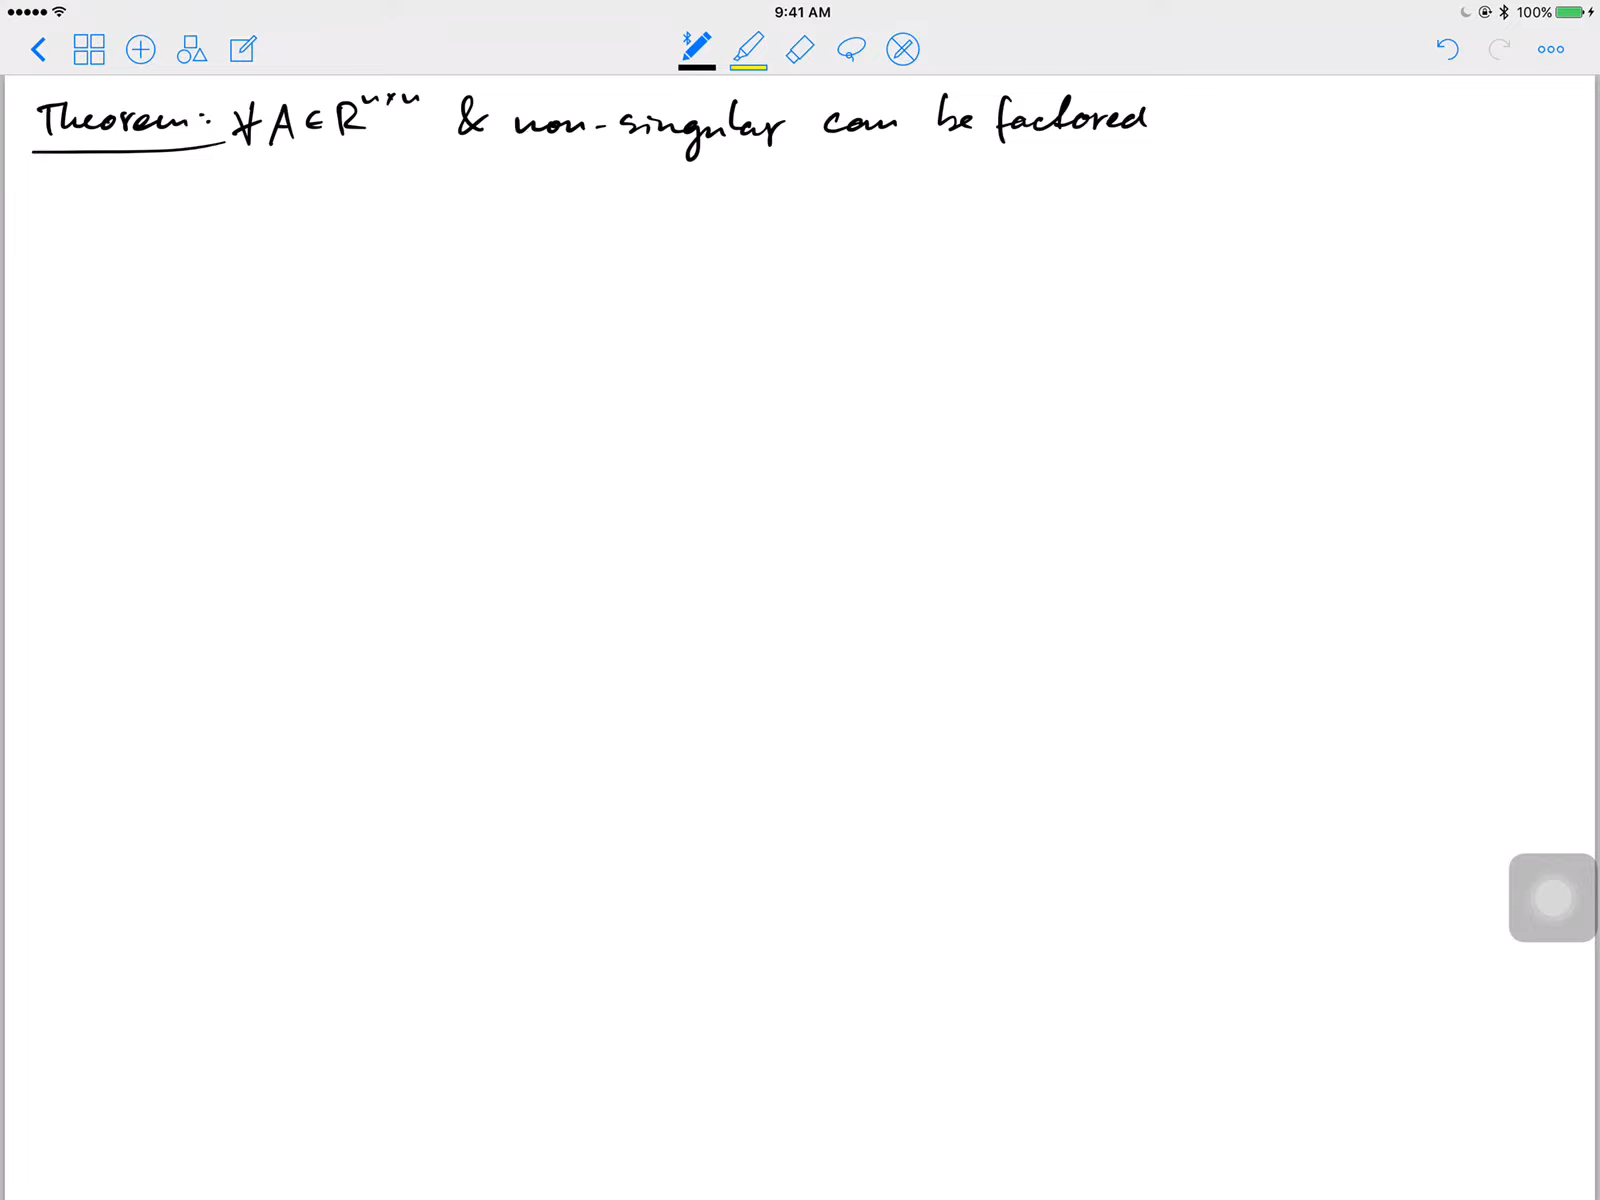 9:41 AM
100%
Theorem: ∀ A ∈ R^{n×n} & non-singular can be factored